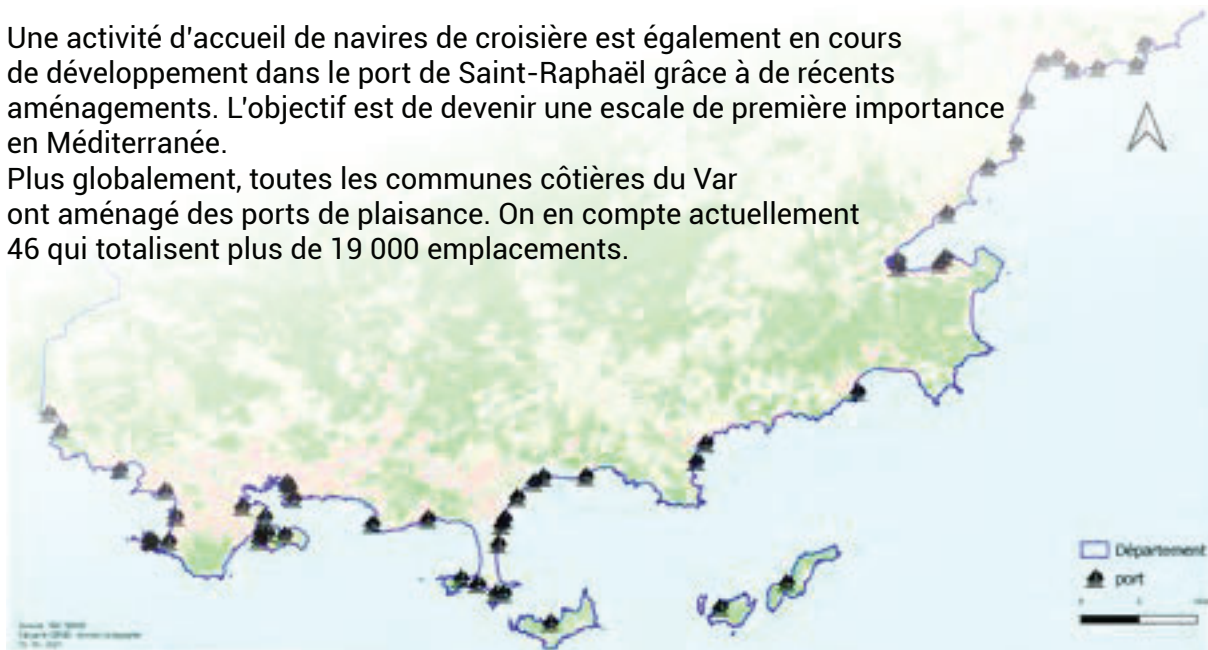 Une activité d'accueil de navires de croisière est également en cours
de développement dans le port de Saint-Raphaël grâce à de récents
aménagements. L'objectif est de devenir une escale de première importance
en Méditerranée.
Plus globalement, toutes les communes côtières du Var
ont aménagé des ports de plaisance. On en compte actuellement
46 qui totalisent plus de 19 000 emplacements.
Département
port